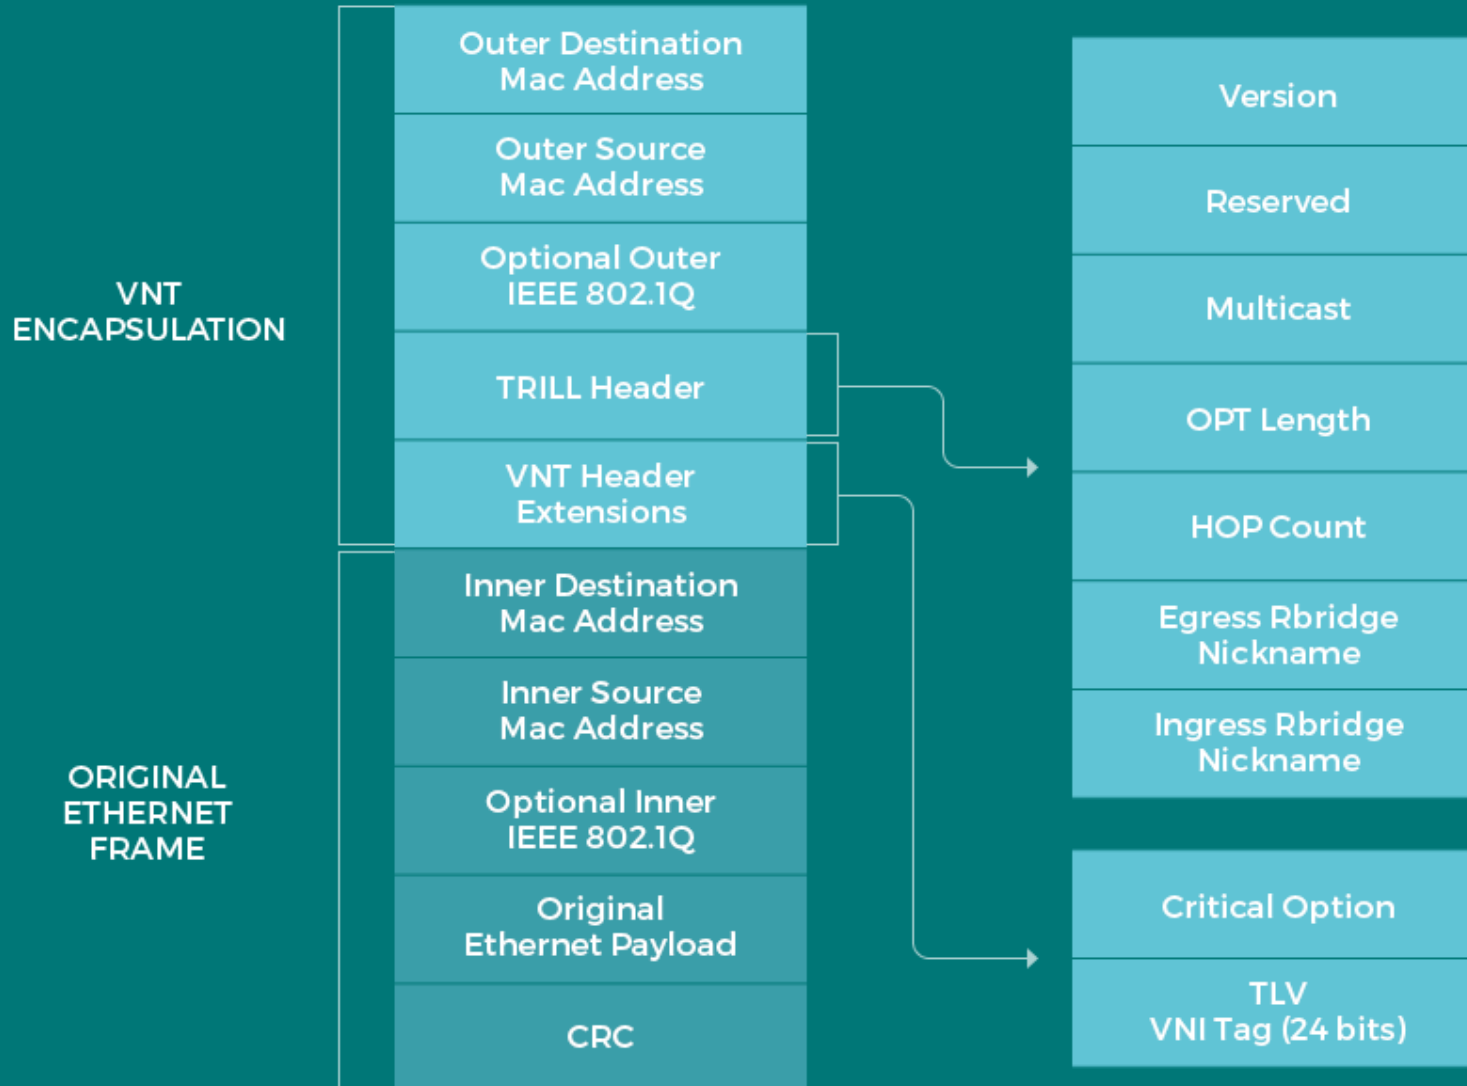 VNT
ENCAPSULATION
ORIGINAL
ETHERNET
FRAME
Outer Destination
Mac Address
Outer Source
Mac Address
Optional Outer
IEEE 802.1Q
TRILL Header
VNT Header
Extensions
Inner Destination
Mac Address
Inner Source
Mac Address
Optional Inner
IEEE 802.1Q
Original
Ethernet Payload
CRC
Version
Reserved
Multicast
OPT Length
HOP Count
Egress Rbridge
Nickname
Ingress Rbridge
Nickname
Critical Option
TLV
VNI Tag (24 bits)